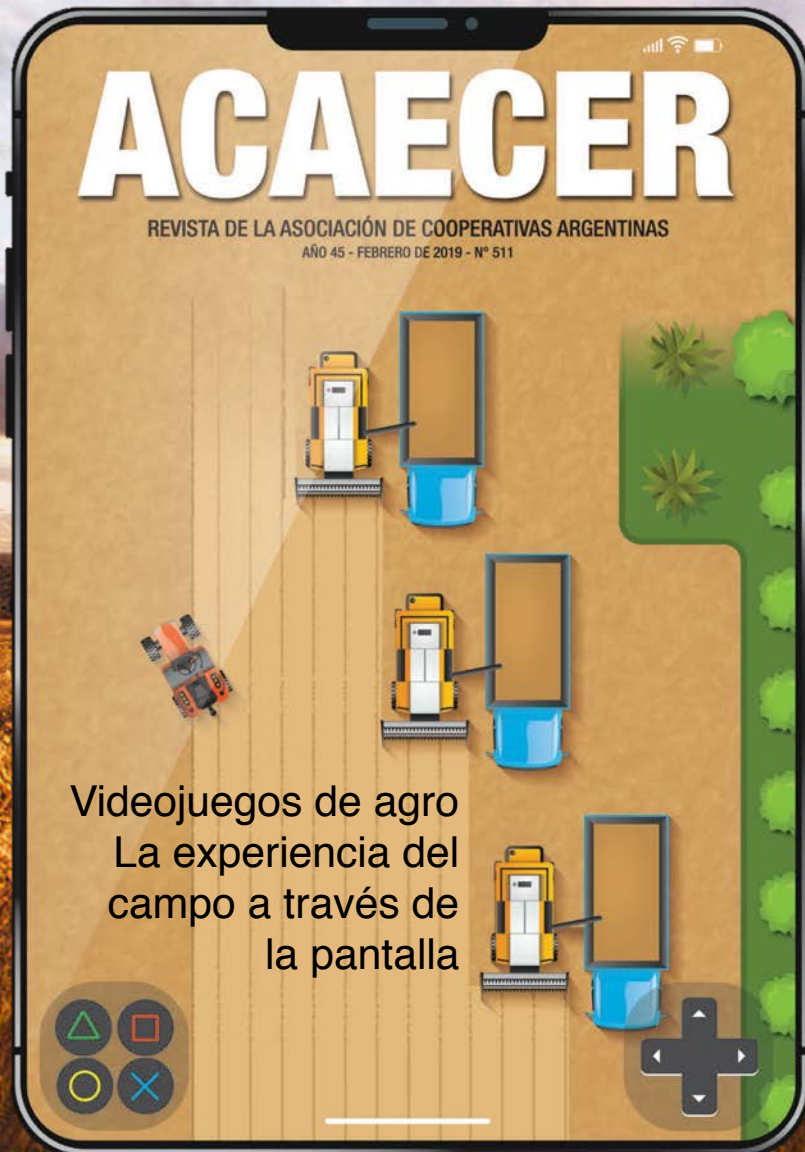 ACAECER
REVISTA DE LA ASOCIACIÓN DE COOPERATIVAS ARGENTINAS
AÑO 45 - FEBRERO DE 2019 - N° 511
Videojuegos de agro
La experiencia del
campo a través de
la pantalla